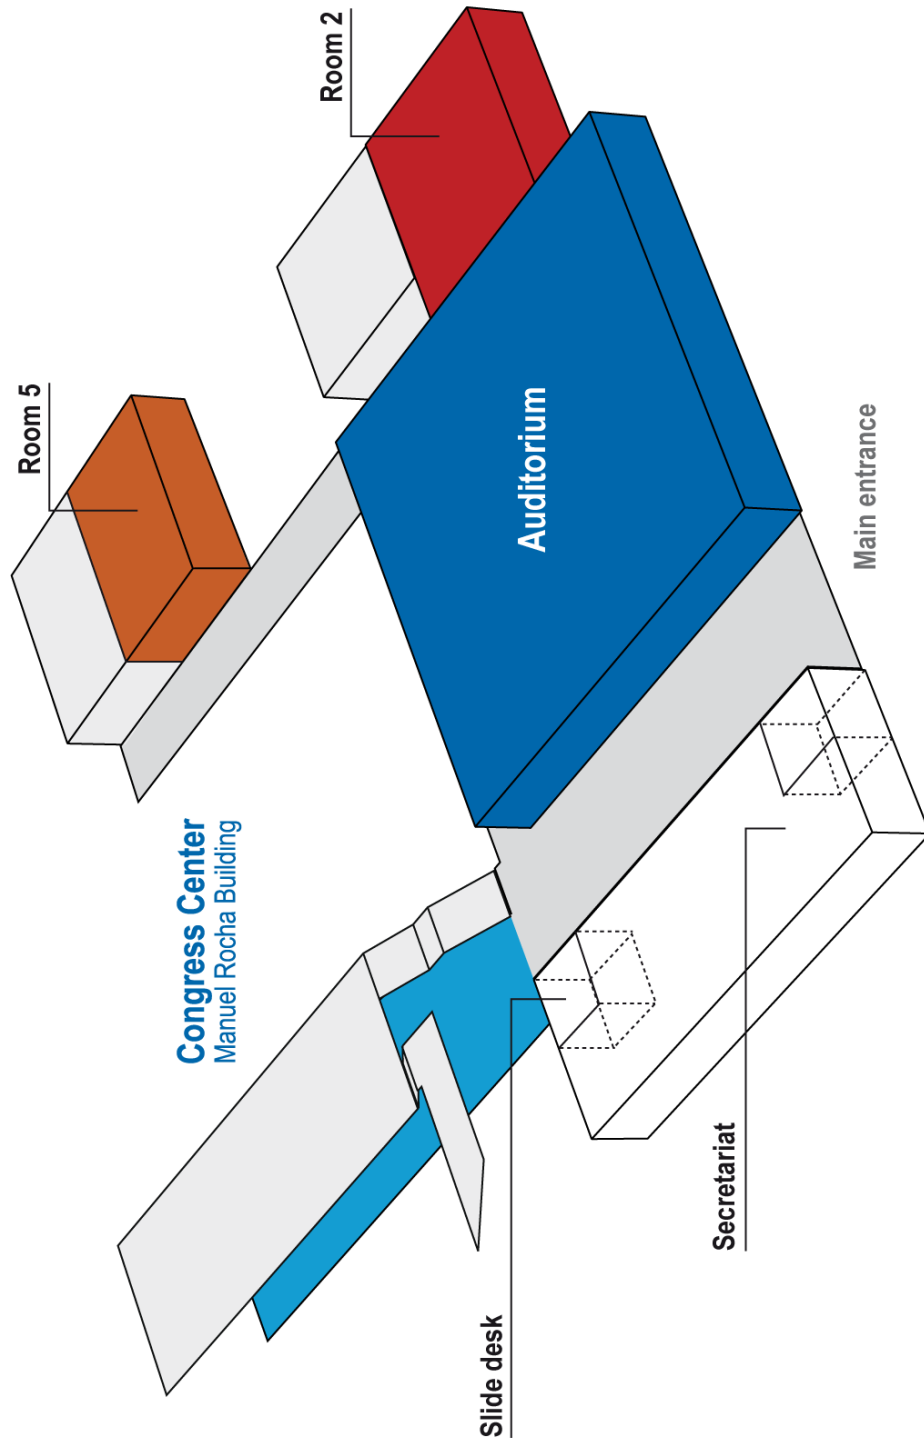 Congress Center
Manuel Rocha Building
Room 5
Room 2
Auditorium
Main entrance
Slide desk
Secretariat